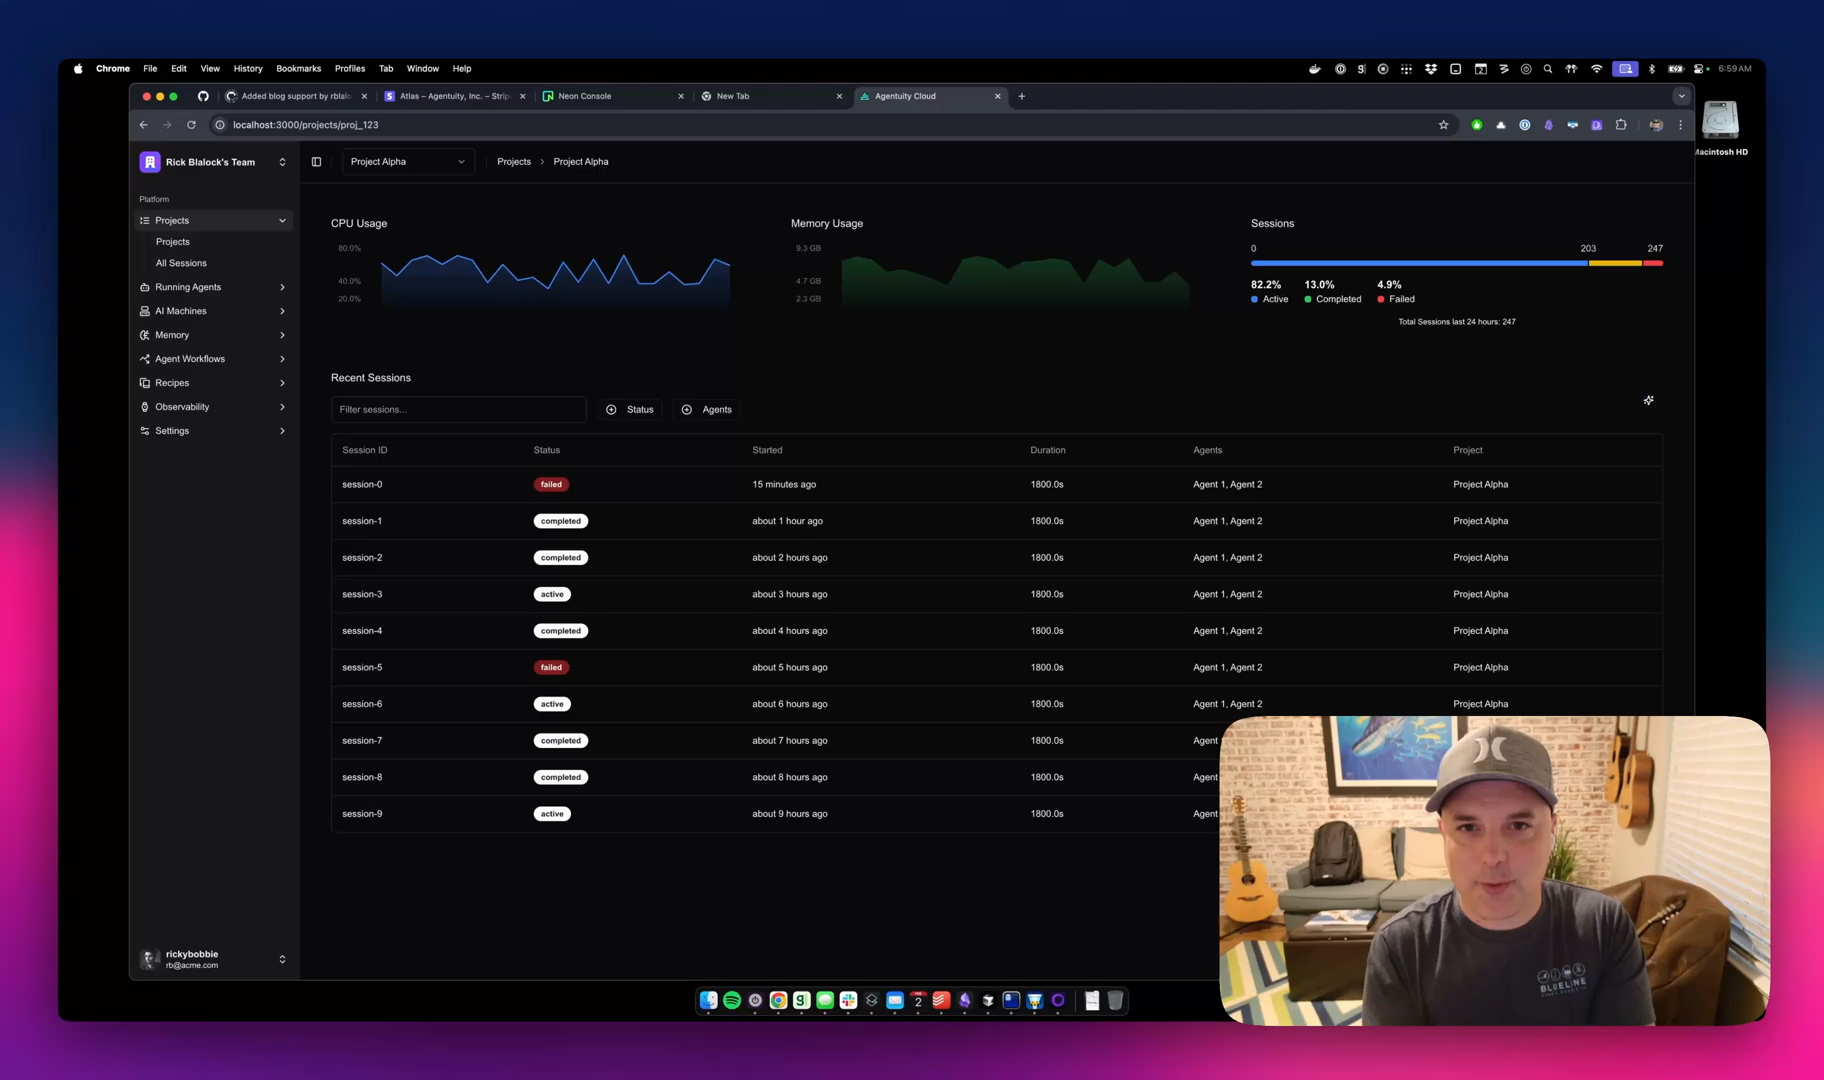 Chrome File Edit View History Bookmarks Profiles Tab Window Help
2 6:59 AM
Added blog support by rblalo
Atlas – Agentuity, Inc. – Strip
Neon Console
New Tab
Agentuity Cloud
localhost:3000/projects/proj_123
Macintosh HD
Rick Blalock's Team
Project Alpha
Projects > Project Alpha
Platform
Projects
Projects
All Sessions
Running Agents
AI Machines
Memory
Agent Workflows
Recipes
Observability
Settings
CPU Usage
80.0%
40.0%
20.0%
Memory Usage
9.3 GB
4.7 GB
2.3 GB
Sessions
0 203 247
82.2% 13.0% 4.9%
Active Completed Failed
Total Sessions last 24 hours: 247
Recent Sessions
Filter sessions...
Status
Agents
Session ID Status Started Duration Agents Project
session-0 failed 15 minutes ago 1800.0s Agent 1, Agent 2 Project Alpha
session-1 completed about 1 hour ago 1800.0s Agent 1, Agent 2 Project Alpha
session-2 completed about 2 hours ago 1800.0s Agent 1, Agent 2 Project Alpha
session-3 active about 3 hours ago 1800.0s Agent 1, Agent 2 Project Alpha
session-4 completed about 4 hours ago 1800.0s Agent 1, Agent 2 Project Alpha
session-5 failed about 5 hours ago 1800.0s Agent 1, Agent 2 Project Alpha
session-6 active about 6 hours ago 1800.0s Agent 1, Agent 2 Project Alpha
session-7 completed about 7 hours ago 1800.0s Agent
session-8 completed about 8 hours ago 1800.0s Agent
session-9 active about 9 hours ago 1800.0s Agent
rickybobbie
rb@acme.com
2
BLUELINE